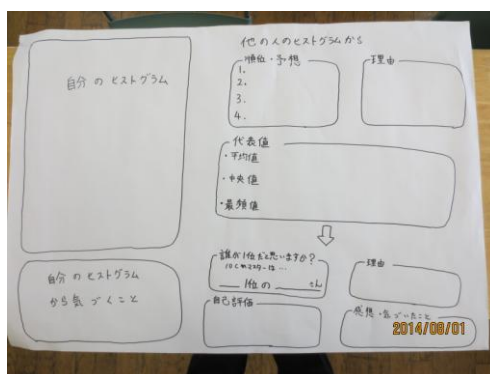 自分 の ヒストグラム
自分 の ヒストグラム
から 気 づくこと
他 の 人 の ヒストグラム から
順位・予想
1.
2.
3.
4.
理由
代表値
・平均値
・中央値
・最頻値
誰が1位だと思いますか?
1位の さん
理由
自己評価
感想・気づいたこと
2014/08/01